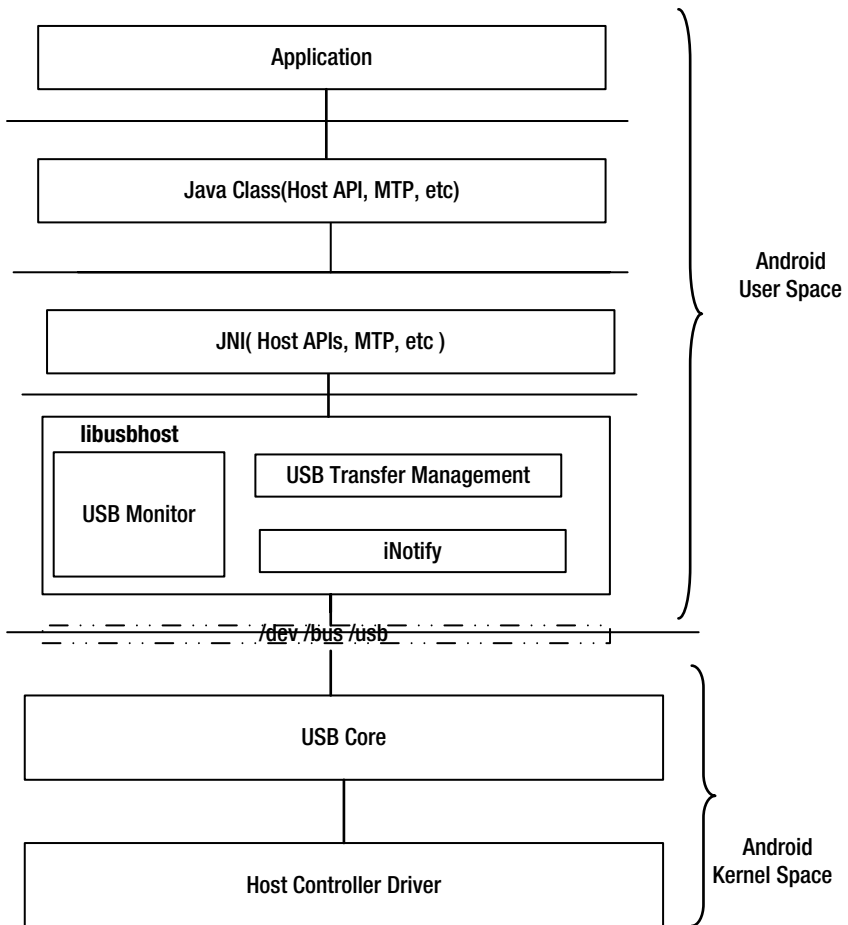 Application
Java Class(Host API, MTP, etc)
Android
User Space
JNI( Host APIs, MTP, etc )
libusbhost
USB Monitor
USB Transfer Management
iNotify
/dev /bus /usb
USB Core
Host Controller Driver
Android
Kernel Space